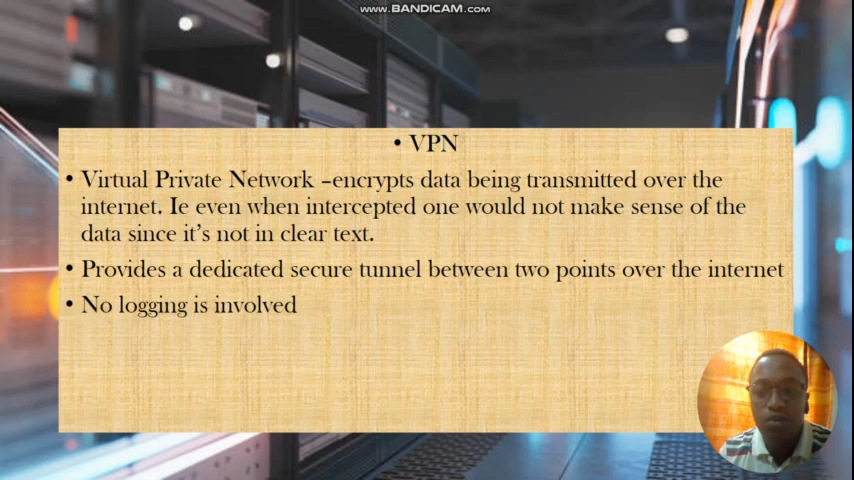 WWW.BANDICAM.COM
• VPN
• Virtual Private Network –encrypts data being transmitted over the
internet. Ie even when intercepted one would not make sense of the
data since it's not in clear text.
• Provides a dedicated secure tunnel between two points over the internet
• No logging is involved